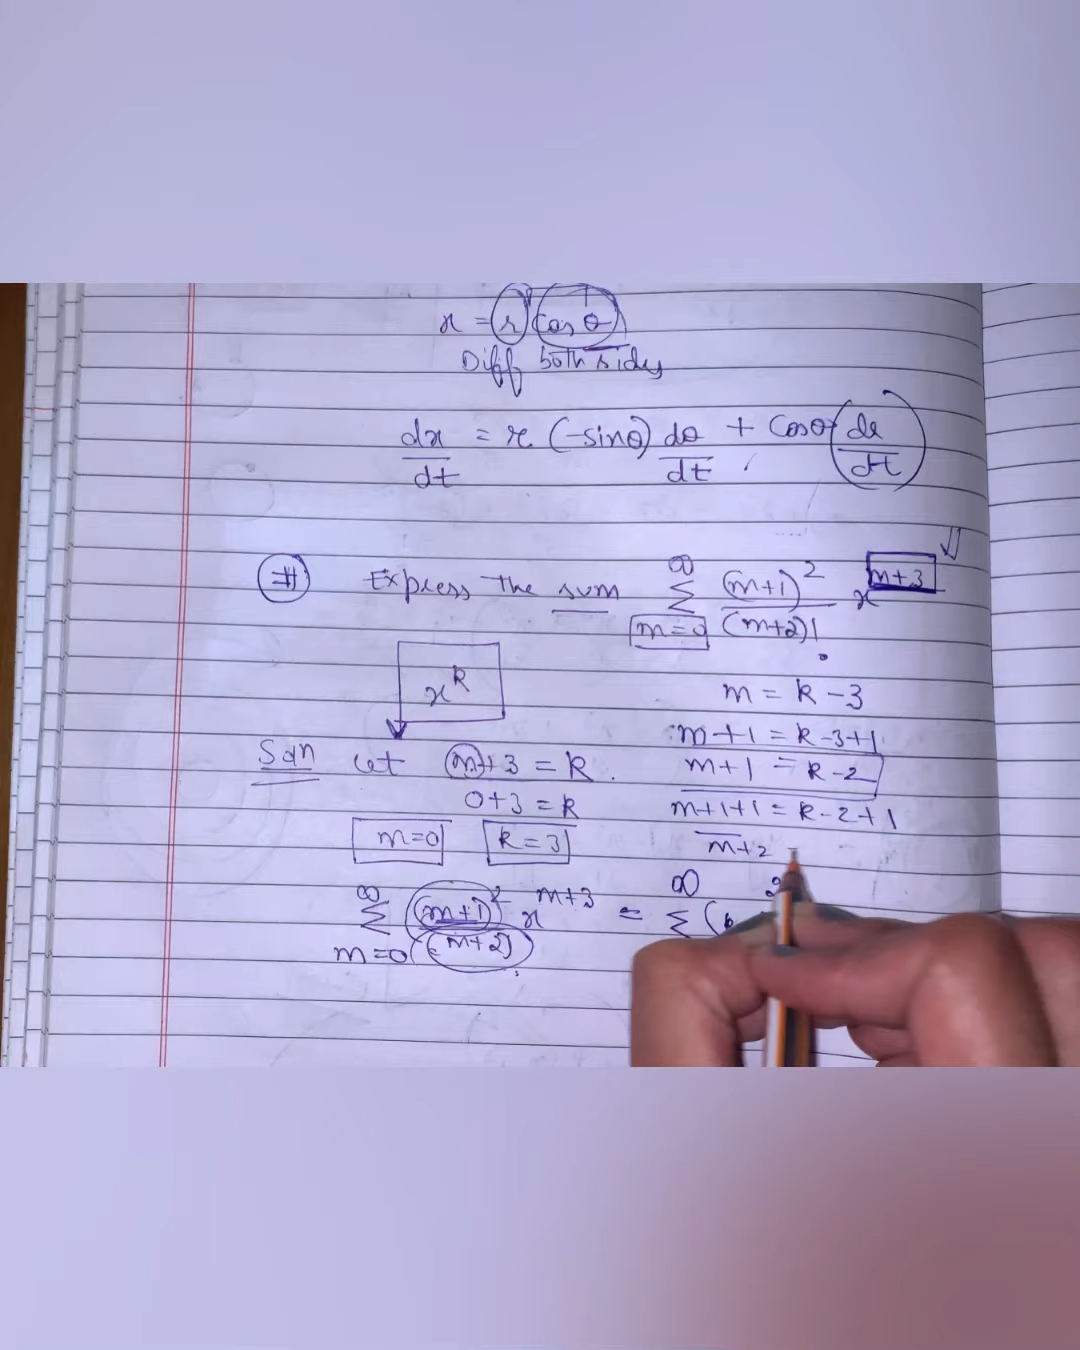 x = r cos θ
Diff both sides
dx/dt = r. (-sinθ) dθ/dt + cosθ dr/dt
# Express the sum ∞ Σ m=0 (m+1)²/(m+2)! x^(m+3)
x^k
m = k - 3
m+1 = k-3+1
Soln Let m+3 = k.
m+1 = k-2
0+3 = k
m+1+1 = k-2+1
m=0 k=3
m+2 =
∞ Σ m=0 (m+1)²/(m+2)! x^(m+3) = ∞ Σ (